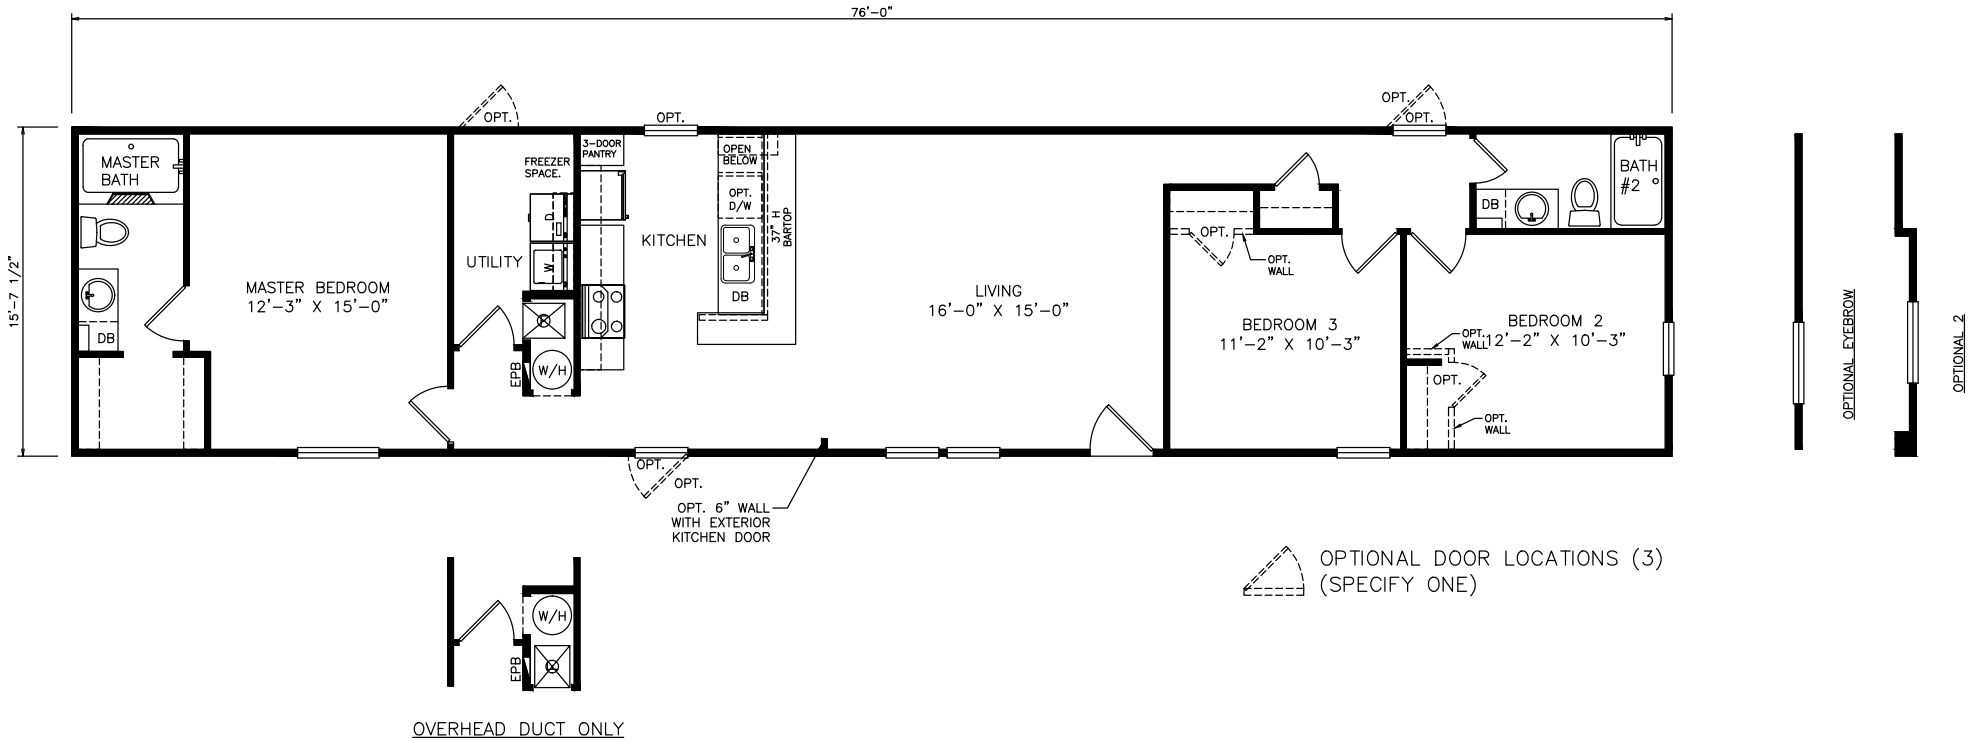 76'-0"
15'-7 1/2"
OPT.
OPT.
OPT.
OPT.
MASTER
BATH
DB
MASTER BEDROOM
12'-3" X 15'-0"
FREEZER
SPACE.
D
W
UTILITY
EPB
W/H
3-DOOR
PANTRY
KITCHEN
OPEN
BELOW
OPT.
D/W
DB
37" H
BARTOP
LIVING
16'-0" X 15'-0"
OPT.
OPT.
WALL
BEDROOM 3
11'-2" X 10'-3"
DB
BATH
#2
BEDROOM 2
12'-2" X 10'-3"
OPT.
WALL
OPT.
OPT.
WALL
OPT.
OPT.
OPT. 6" WALL
WITH EXTERIOR
KITCHEN DOOR
OPTIONAL EYEBROW
OPTIONAL 2
OPTIONAL DOOR LOCATIONS (3)
(SPECIFY ONE)
W/H
EPB
OVERHEAD DUCT ONLY